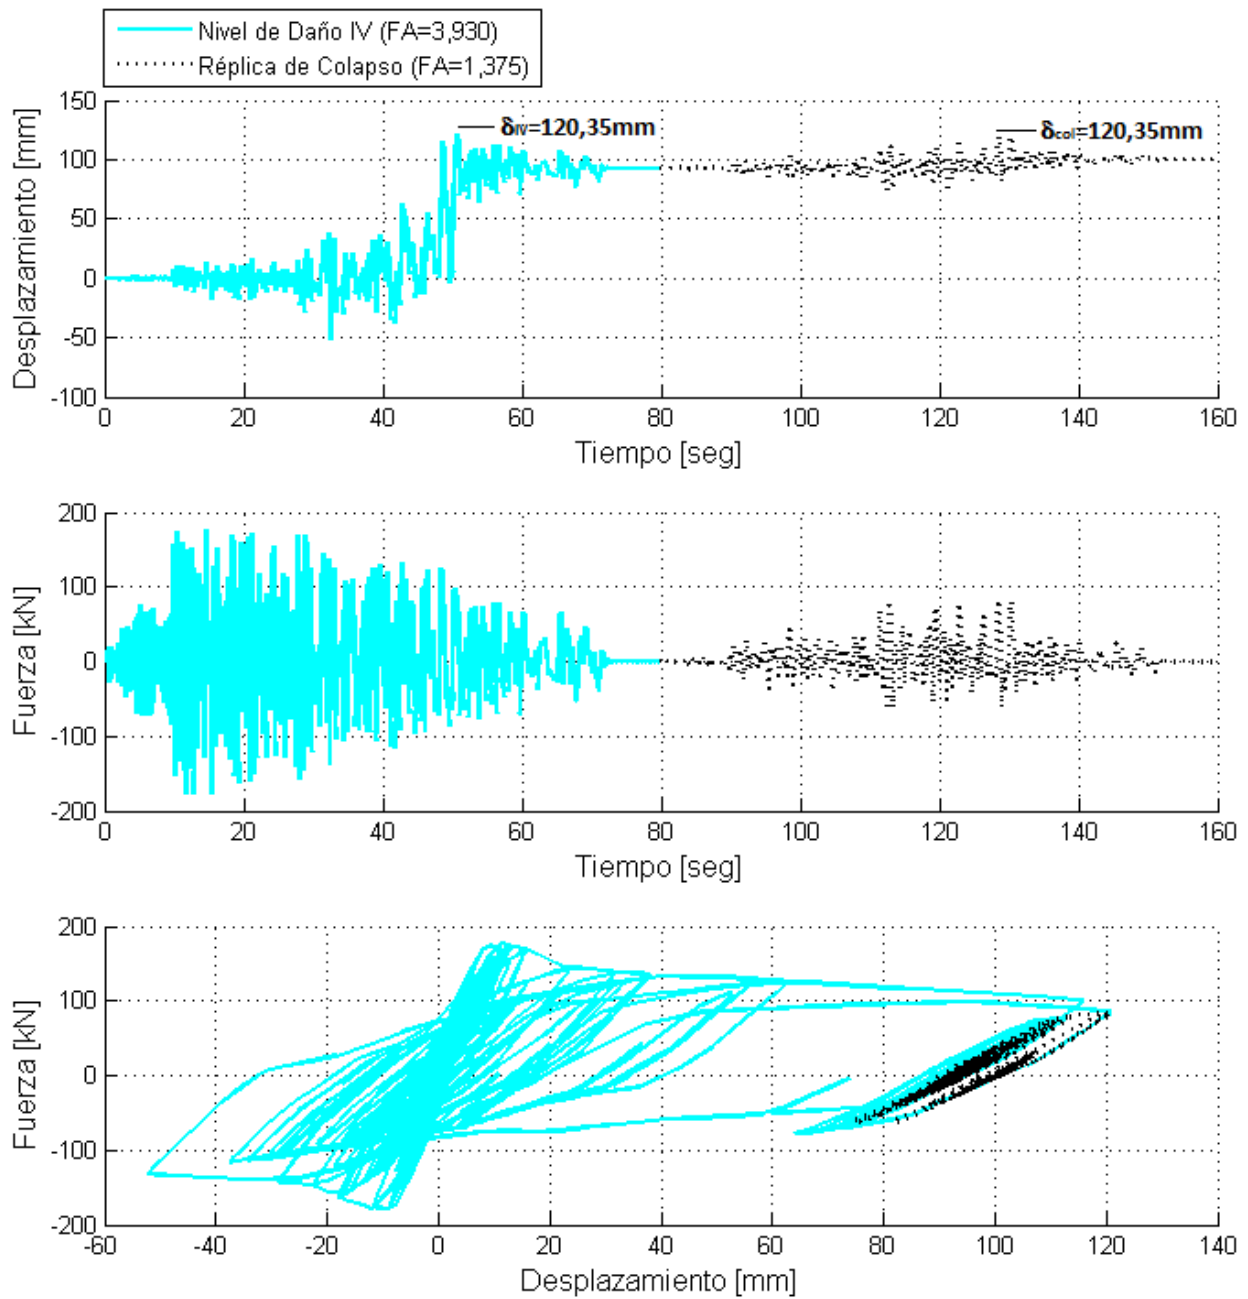 Nivel de Daño IV (FA=3,930)
Réplica de Colapso (FA=1,375)
150
100
50
0
-50
-100
Desplazamiento [mm]
δIV=120,35mm
δcol=120,35mm
0 20 40 60 80 100 120 140 160
Tiempo [seg]
200
100
0
-100
-200
Fuerza [kN]
0 20 40 60 80 100 120 140 160
Tiempo [seg]
200
100
0
-100
-200
Fuerza [kN]
-60 -40 -20 0 20 40 60 80 100 120 140
Desplazamiento [mm]